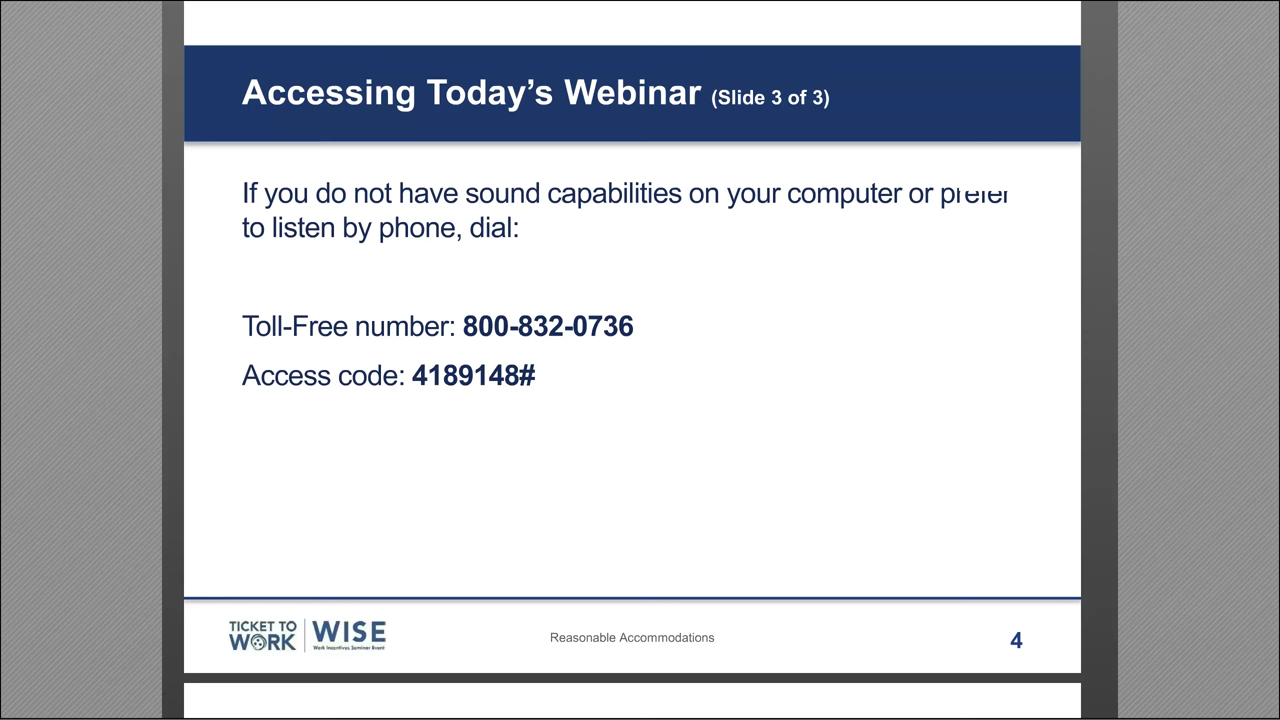 Accessing Today’s Webinar (Slide 3 of 3)
If you do not have sound capabilities on your computer or prefer
to listen by phone, dial:
Toll-Free number: 800-832-0736
Access code: 4189148#
TICKET TO
WORK
WISE
Work Incentives Seminar Event
Reasonable Accommodations
4